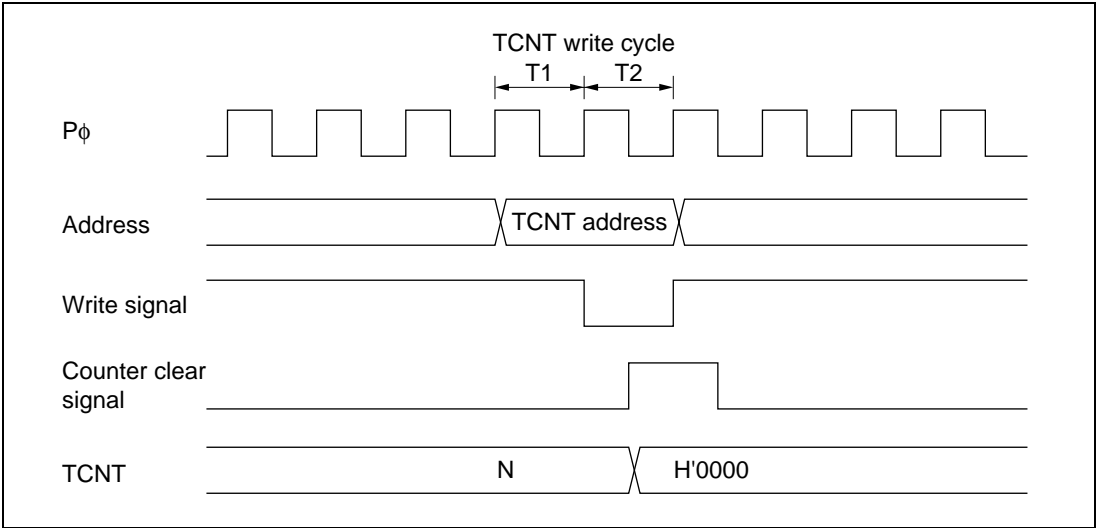 TCNT write cycle
T1 T2
Pϕ
Address
TCNT address
Write signal
Counter clear
signal
TCNT
N
H'0000